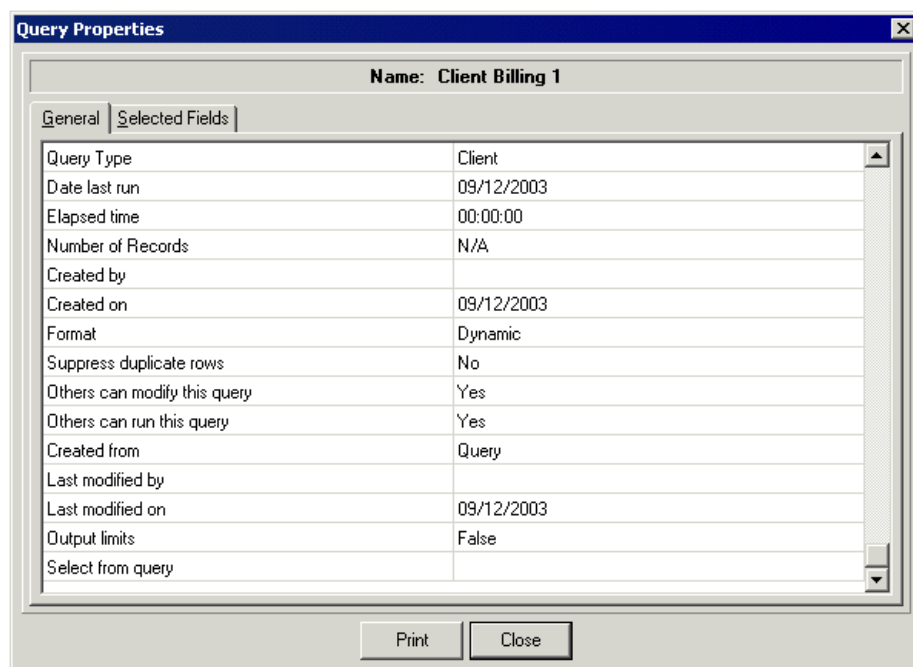 Query Properties
Name: Client Billing 1
General Selected Fields
Query Type Client
Date last run 09/12/2003
Elapsed time 00:00:00
Number of Records N/A
Created by
Created on 09/12/2003
Format Dynamic
Suppress duplicate rows No
Others can modify this query Yes
Others can run this query Yes
Created from Query
Last modified by
Last modified on 09/12/2003
Output limits False
Select from query
Print Close